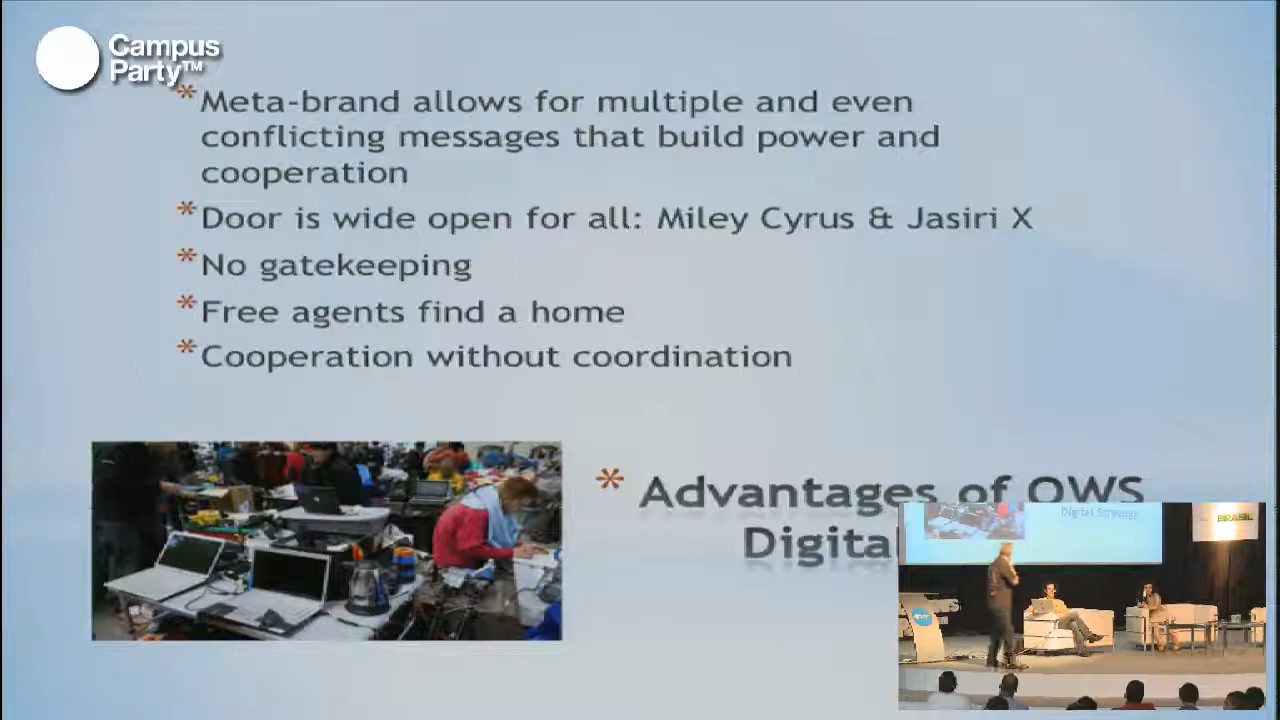 Campus
Party™
*Meta-brand allows for multiple and even
conflicting messages that build power and
cooperation
*Door is wide open for all: Miley Cyrus & Jasiri X
*No gatekeeping
*Free agents find a home
*Cooperation without coordination
* Advantages of OWS
Digital
Digital Strategy
BRASIL